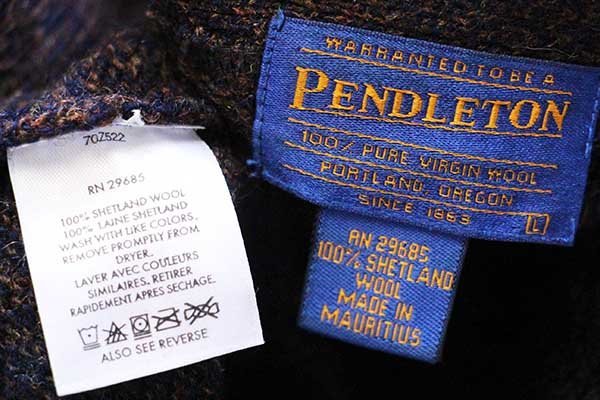 70Z522
RN 29685
100% SHETLAND WOOL
100% LAINE SHETLAND
WASH WITH LIKE COLORS.
REMOVE PROMPTLY FROM
DRYER.
LAVER AVEC COULEURS
SIMILAIRES. RETIRER
RAPIDEMENT APRES SECHAGE.
ALSO SEE REVERSE
WARRANTED TO BE A
PENDLETON
100% PURE VIRGIN WOOL
PORTLAND, OREGON
SINCE 1863
L
RN 29685
100% SHETLAND
WOOL
MADE IN
MAURITIUS